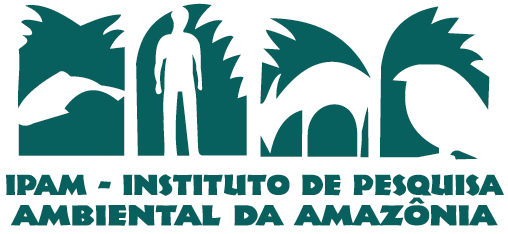 IPAM - INSTITUTO DE PESQUISA
AMBIENTAL DA AMAZÔNIA